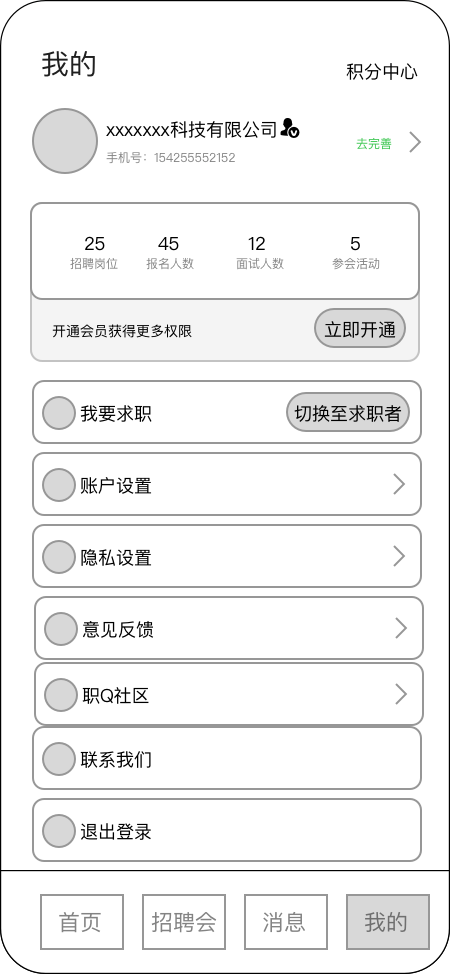 我的
积分中心
xxxxxxx科技有限公司
手机号：154255552152
去完善
25 45 12 5
招聘岗位 报名人数 面试人数 参会活动
开通会员获得更多权限
立即开通
我要求职
切换至求职者
账户设置
隐私设置
意见反馈
职Q社区
联系我们
退出登录
首页 招聘会 消息 我的